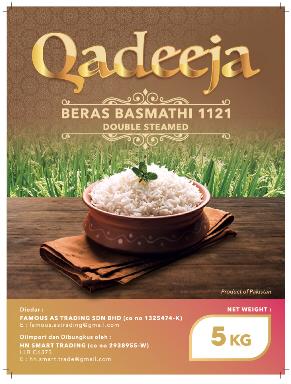 Qadeeja
BERAS BASMATHI 1121
DOUBLE STEAMED
Product of Pakistan
Diedar :
FAMOUS AS TRADING SDN BHD (co no 1325474-K)
E : famous.astrading@gmail.com
Diimport dan Dibungkus oleh :
HN SMART TRADING (co no 2938955-W)
E : hn.smart.trade@gmail.com
NET WEIGHT :
5 KG